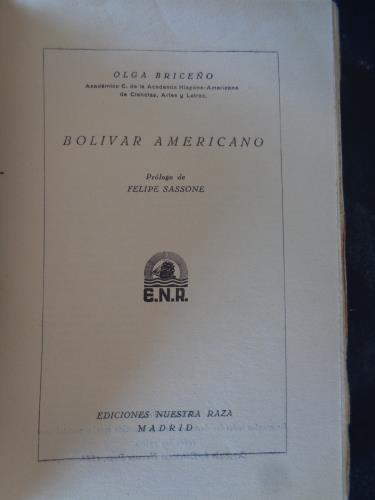 OLGA BRICEÑO
Académico C. de la Academia Hispano-Americana
de Ciencias, Artes y Letras.
BOLIVAR AMERICANO
Prólogo de
FELIPE SASSONE
E.N.R.
EDICIONES NUESTRA RAZA
MADRID